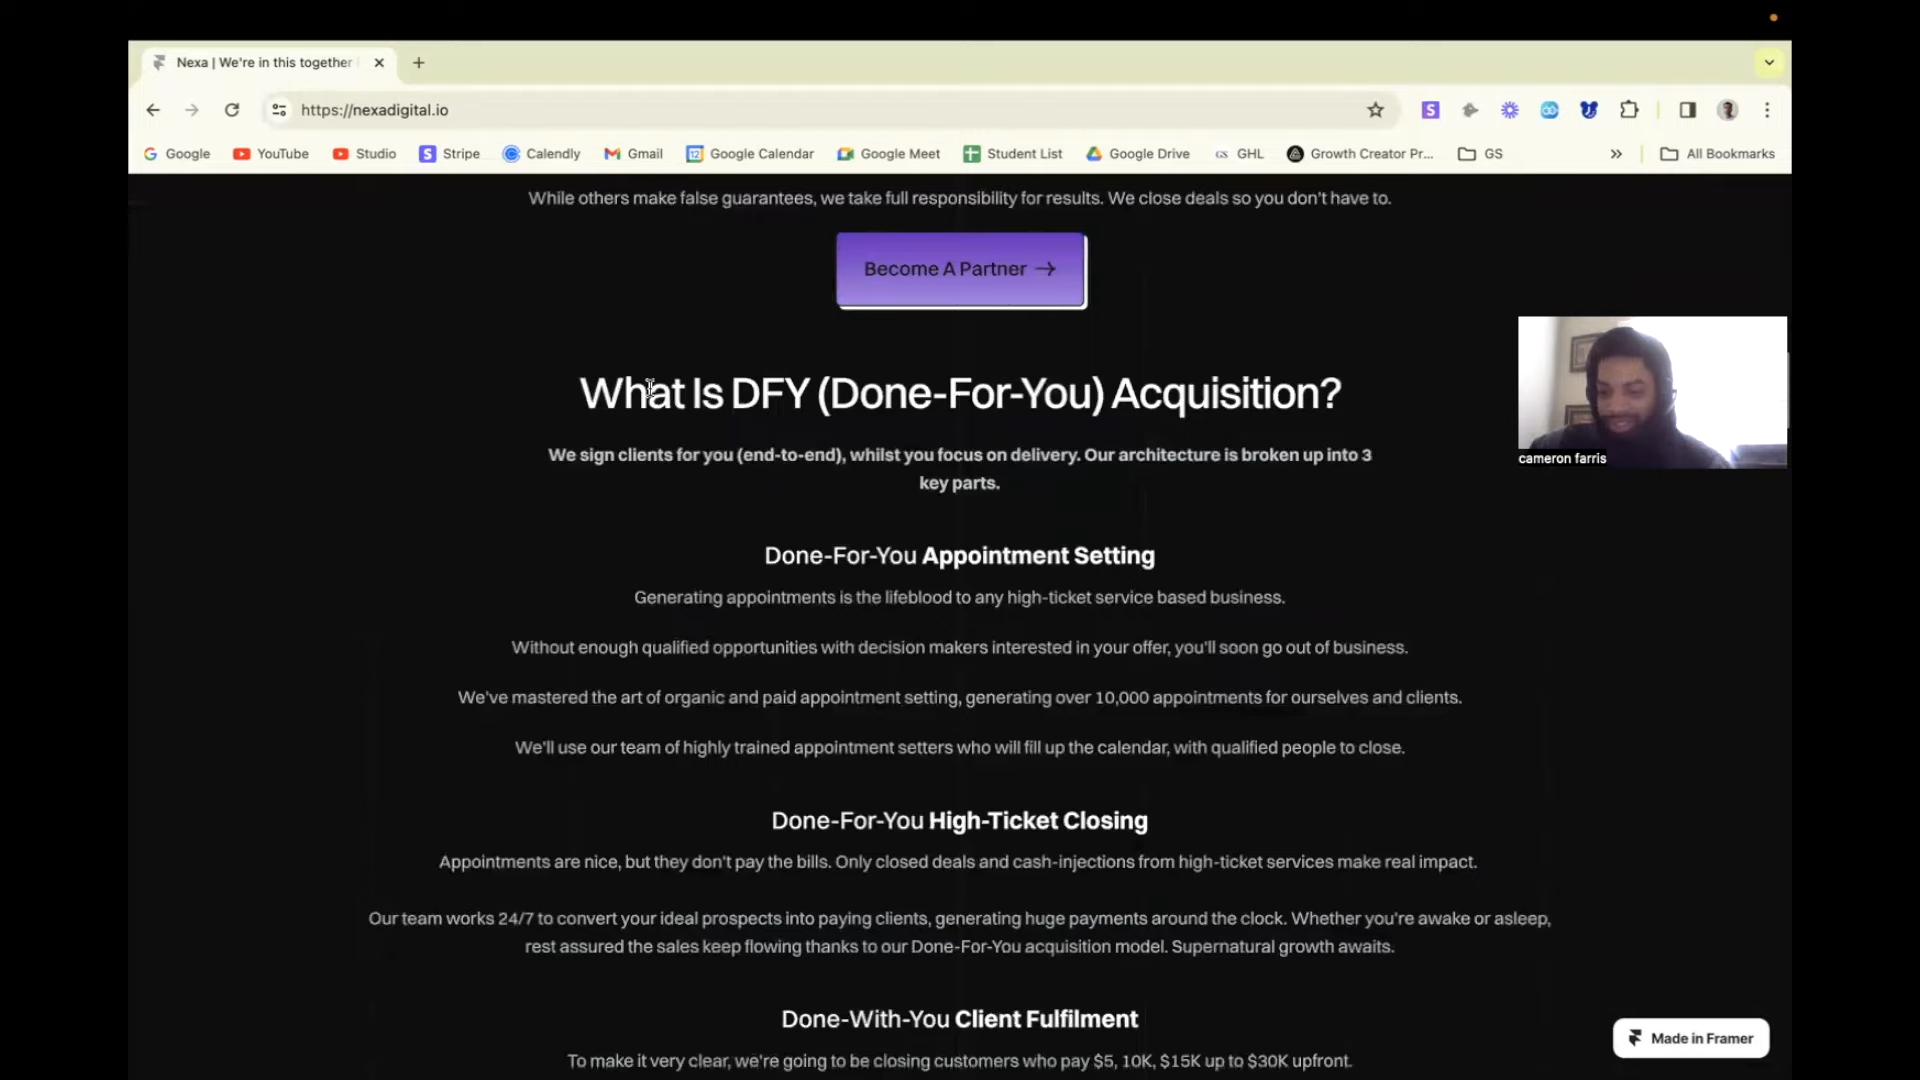 Nexa | We're in this together
https://nexadigital.io
Google YouTube Studio Stripe Calendly Gmail Google Calendar Google Meet Student List Google Drive GS GHL Growth Creator Pr... GS » All Bookmarks
While others make false guarantees, we take full responsibility for results. We close deals so you don't have to.
Become A Partner →
What Is DFY (Done-For-You) Acquisition?
We sign clients for you (end-to-end), whilst you focus on delivery. Our architecture is broken up into 3
key parts.
cameron farris
Done-For-You Appointment Setting
Generating appointments is the lifeblood to any high-ticket service based business.
Without enough qualified opportunities with decision makers interested in your offer, you'll soon go out of business.
We've mastered the art of organic and paid appointment setting, generating over 10,000 appointments for ourselves and clients.
We'll use our team of highly trained appointment setters who will fill up the calendar, with qualified people to close.
Done-For-You High-Ticket Closing
Appointments are nice, but they don't pay the bills. Only closed deals and cash-injections from high-ticket services make real impact.
Our team works 24/7 to convert your ideal prospects into paying clients, generating huge payments around the clock. Whether you're awake or asleep,
rest assured the sales keep flowing thanks to our Done-For-You acquisition model. Supernatural growth awaits.
Done-With-You Client Fulfilment
Made in Framer
To make it very clear, we're going to be closing customers who pay $5, 10K, $15K up to $30K upfront.